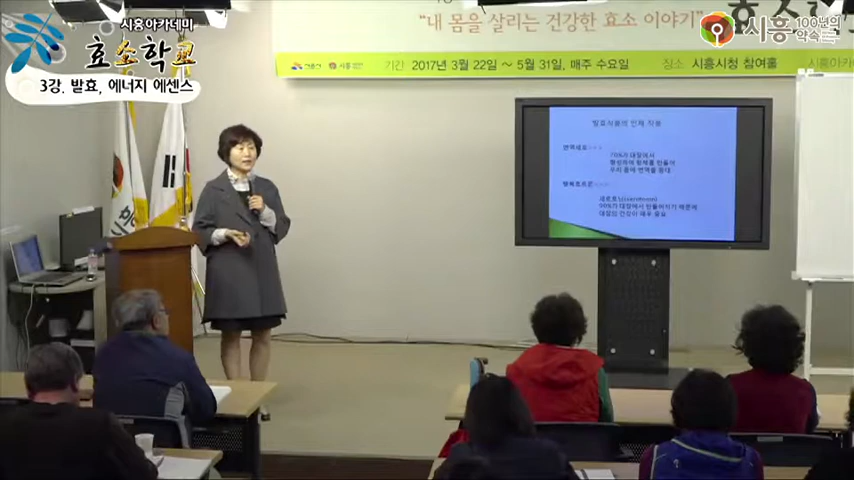 시흥아카데미
효소학교
3강. 발효, 에너지 에센스
"내 몸을 살리는 건강한 효소 이야기"
시흥 100년의 약속
기간 : 2017년 3월 22일 ~ 5월 31일, 매주 수요일
장소 : 시흥시청 참여홀
발효식품의 인체 작용
면역세포>>>
70%가 대장에서
형성하여 항체를 만들어
우리 몸에 면역을 증대
행복호르몬>>>
세로토닌(serotonin)
90%가 대장에서 만들어지기 때문에
대장의 건강이 매우 중요